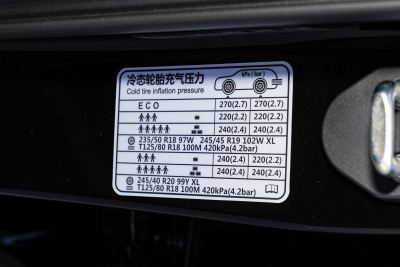 冷态轮胎充气压力
Cold tire inflation pressure
kPa ( bar )
ECO 270(2.7) 270(2.7)
220(2.2) 220(2.2)
240(2.4) 240(2.4)
235/50 R18 97W 245/45 R19 102W XL
T125/80 R18 100M 420kPa(4.2bar)
240(2.4) 220(2.2)
240(2.4) 240(2.4)
245/40 R20 99Y XL
T125/80 R18 100M 420kPa(4.2bar)